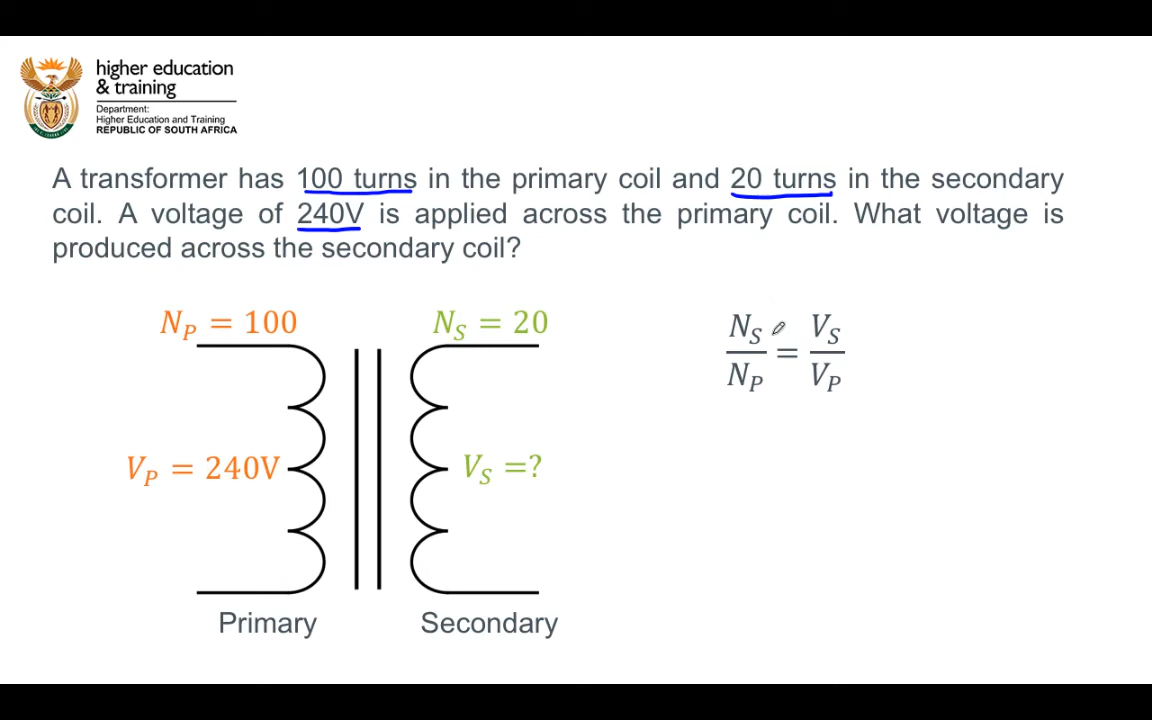 higher education
& training
Department:
Higher Education and Training
REPUBLIC OF SOUTH AFRICA
A transformer has 100 turns in the primary coil and 20 turns in the secondary
coil. A voltage of 240V is applied across the primary coil. What voltage is
produced across the secondary coil?
N_P = 100
N_S = 20
N_S/N_P = V_S/V_P
V_P = 240V
V_S =?
Primary
Secondary